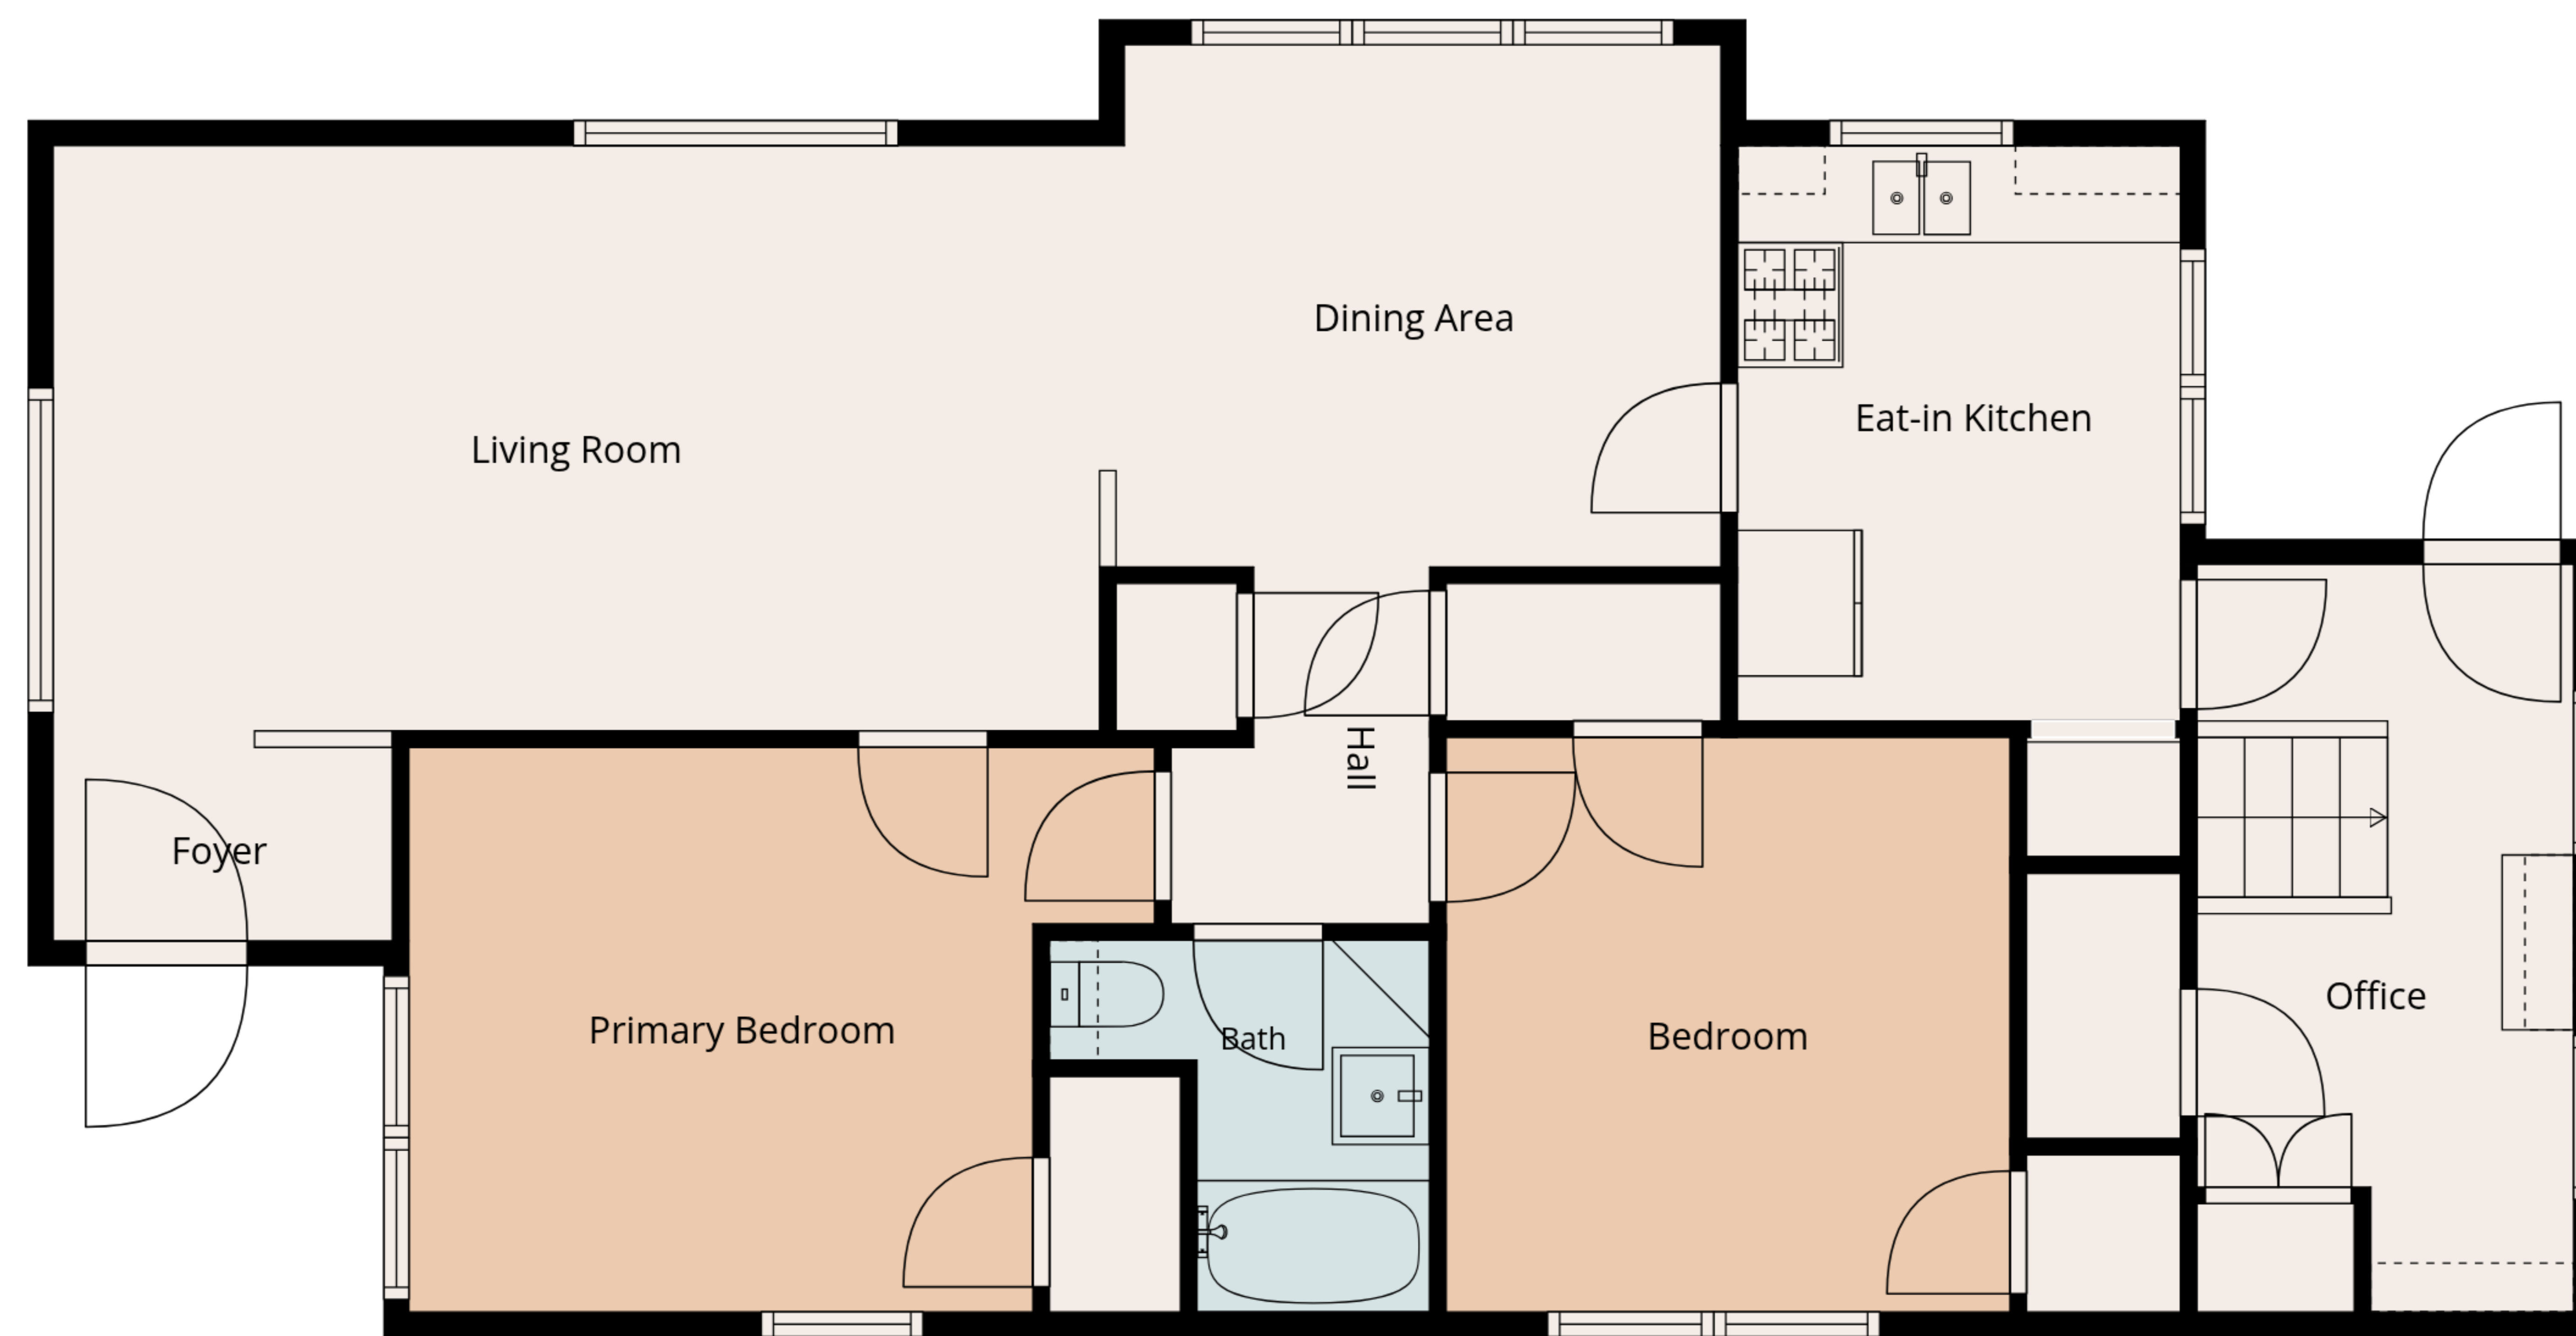 Dining Area
Eat-in Kitchen
Living Room
Hall
Foyer
Primary Bedroom
Bath
Bedroom
Office